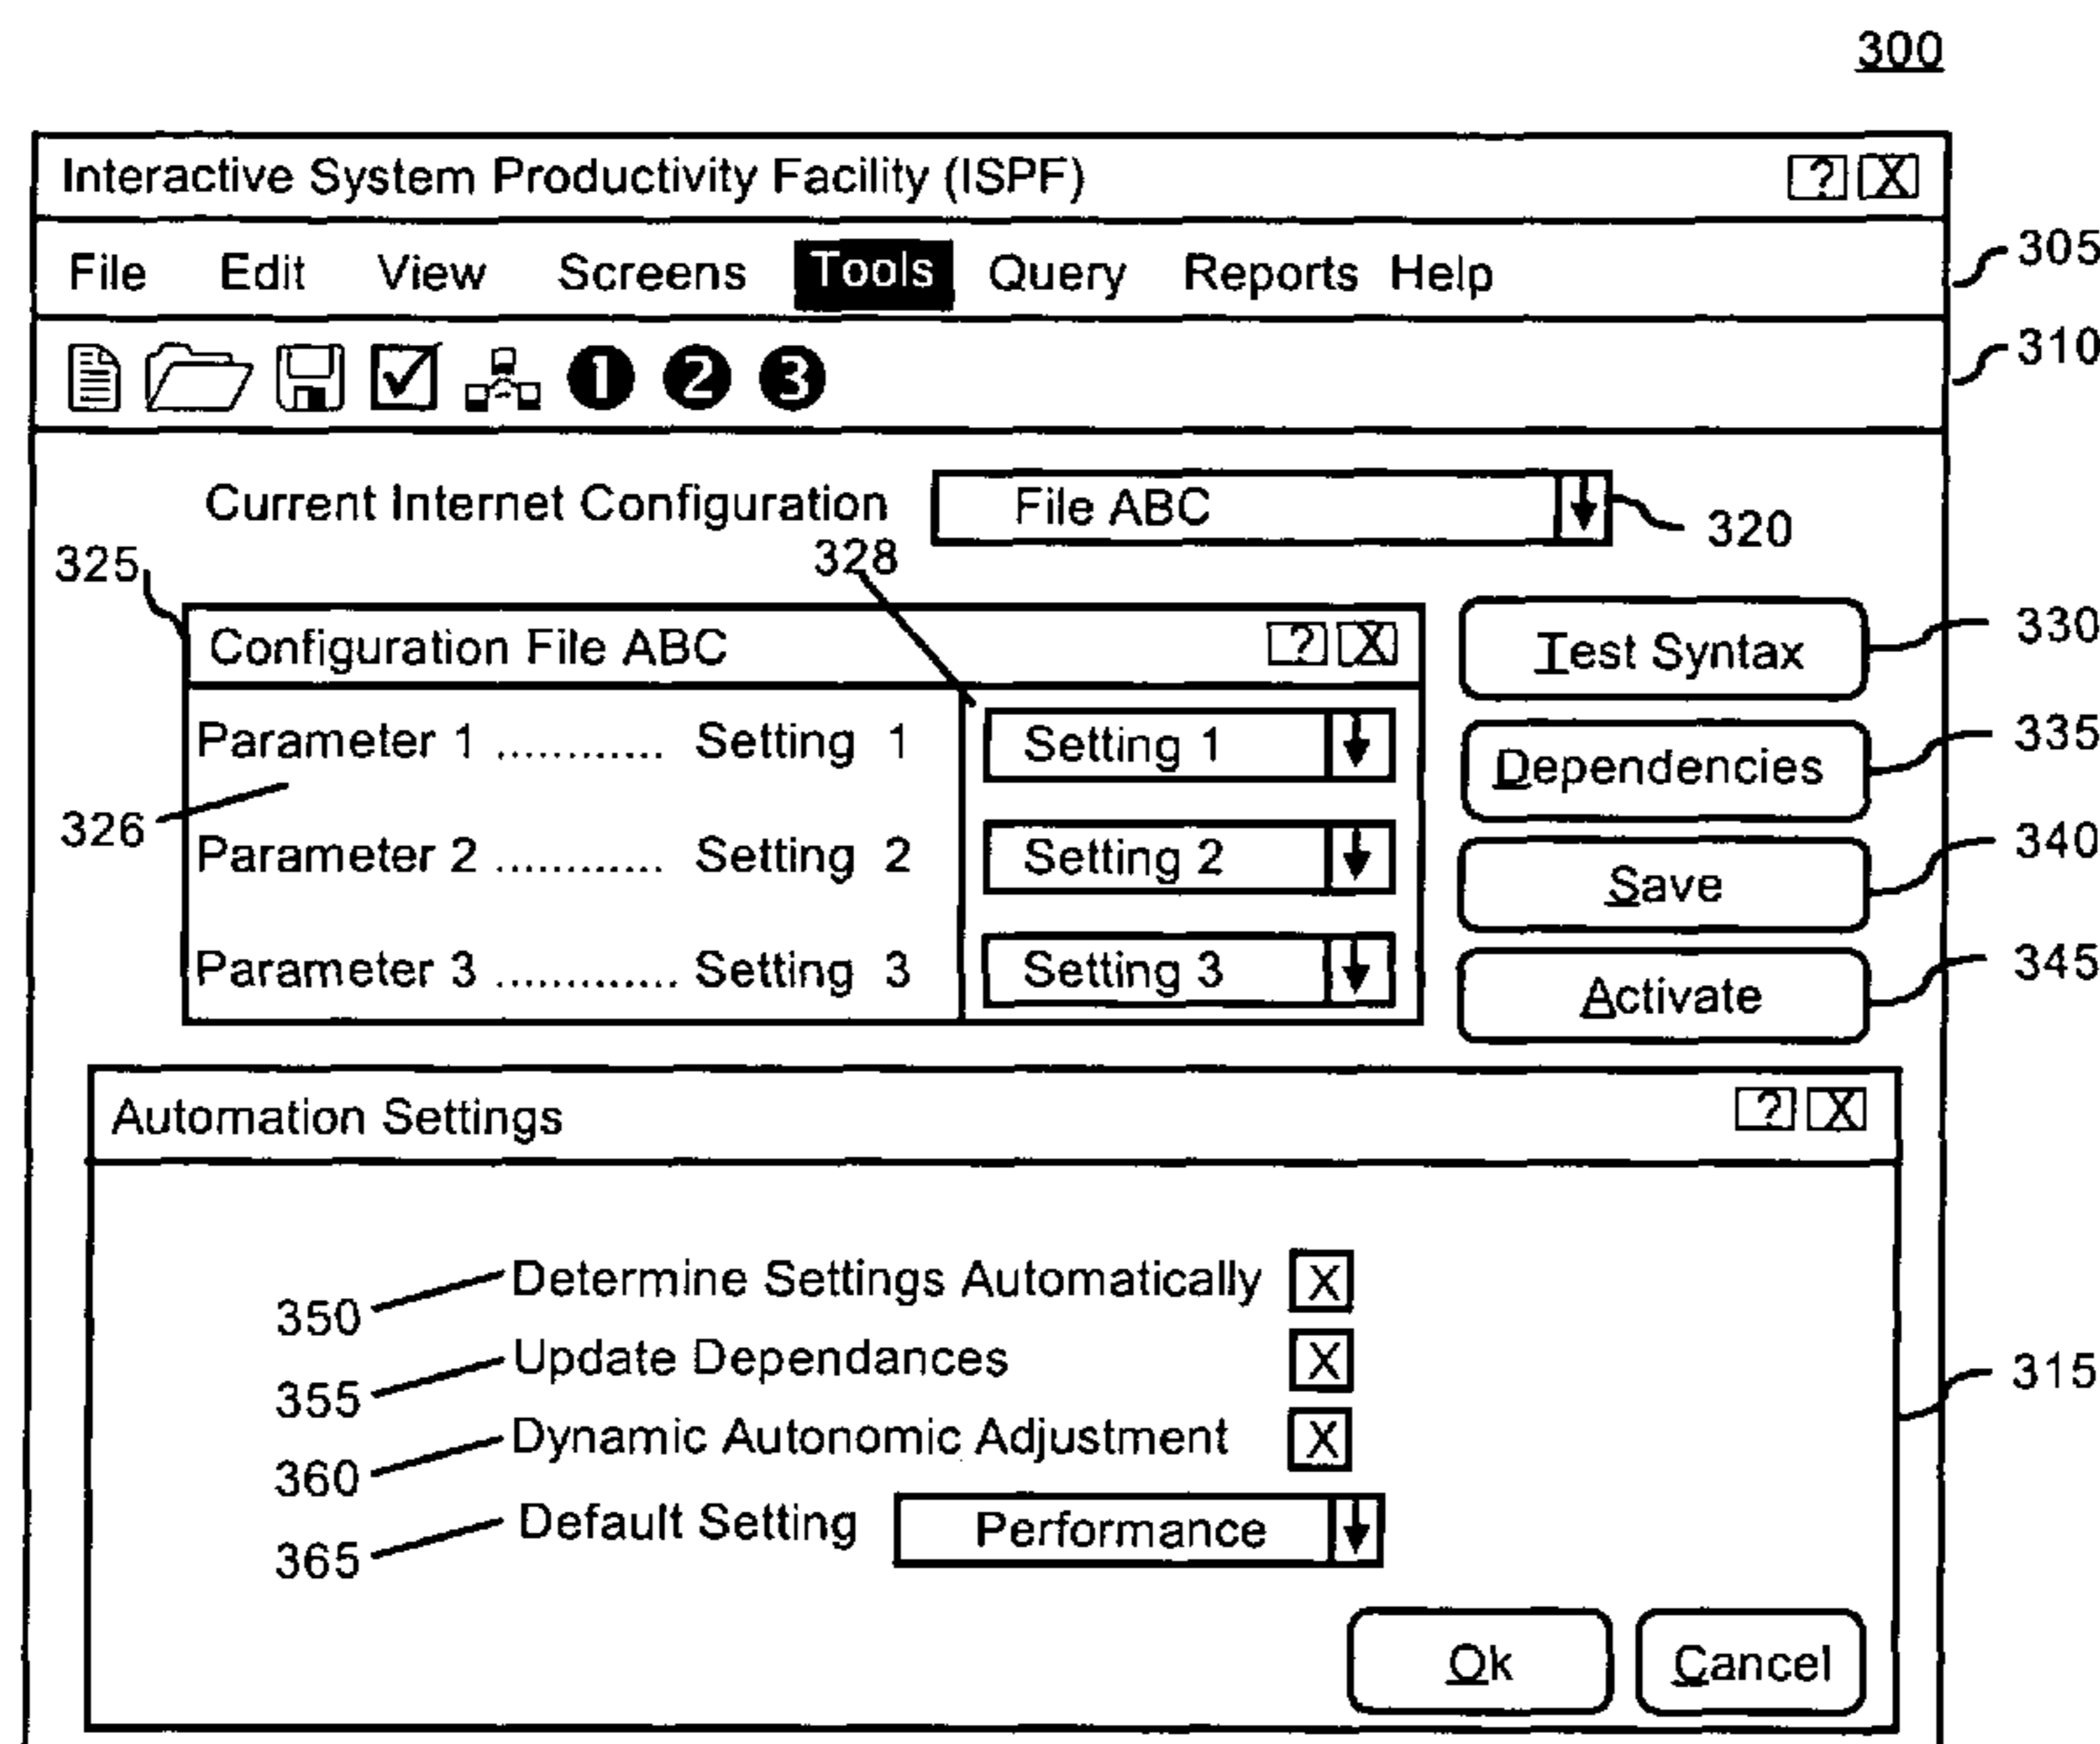 300
Interactive System Productivity Facility (ISPF) ? X
File Edit View Screens Tools Query Reports Help 305
1 2 3 310
Current Internet Configuration File ABC 320
325 328
Configuration File ABC ? X Test Syntax 330
Parameter 1 ............ Setting 1 Setting 1 Dependencies 335
326
Parameter 2 ............ Setting 2 Setting 2 Save 340
Parameter 3 ............. Setting 3 Setting 3 Activate 345
Automation Settings ? X
350 Determine Settings Automatically X
355 Update Dependances X 315
360 Dynamic Autonomic Adjustment X
365 Default Setting Performance
Ok Cancel